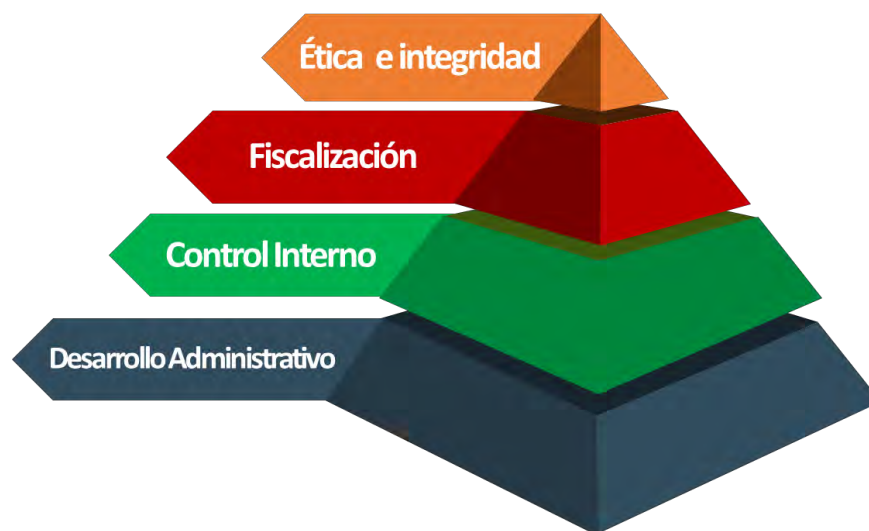 Ética e integridad
Fiscalización
Control Interno
Desarrollo Administrativo